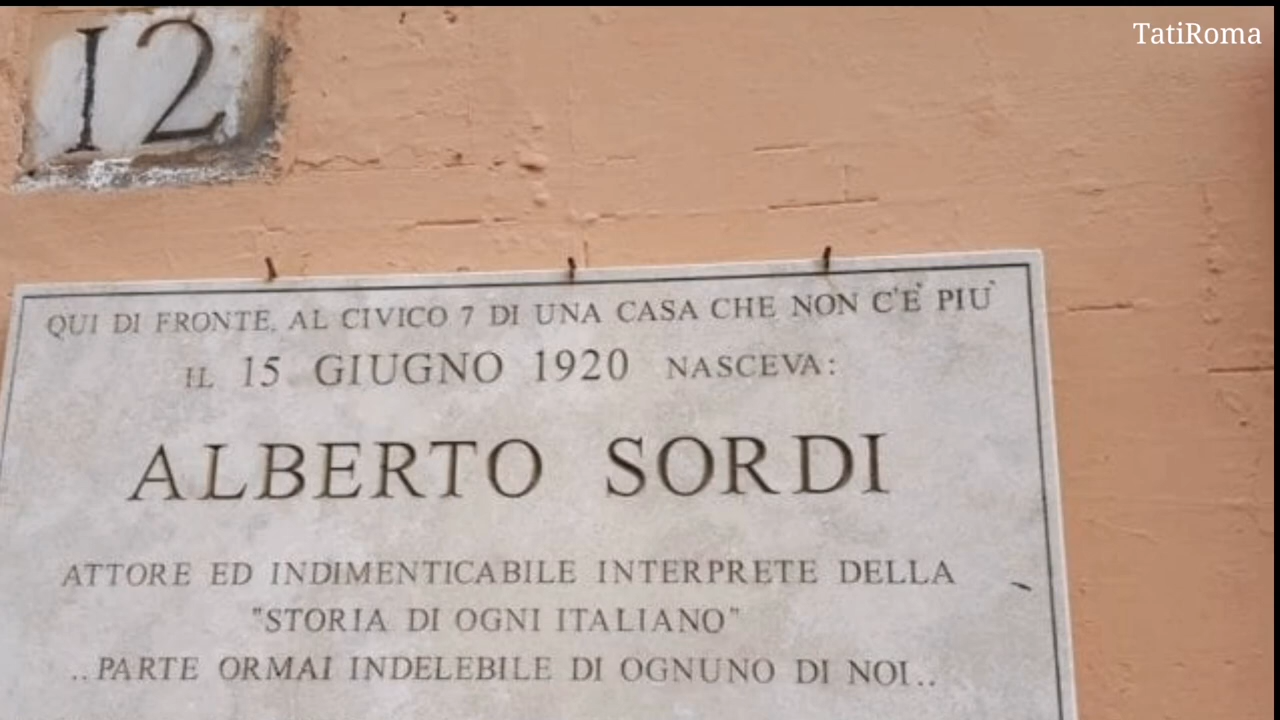 TatiRoma
12
QUI DI FRONTE, AL CIVICO 7 DI UNA CASA CHE NON C'È PIÙ
IL 15 GIUGNO 1920 NASCEVA:
ALBERTO SORDI
ATTORE ED INDIMENTICABILE INTERPRETE DELLA
"STORIA DI OGNI ITALIANO"
..PARTE ORMAI INDELEBILE DI OGNUNO DI NOI..